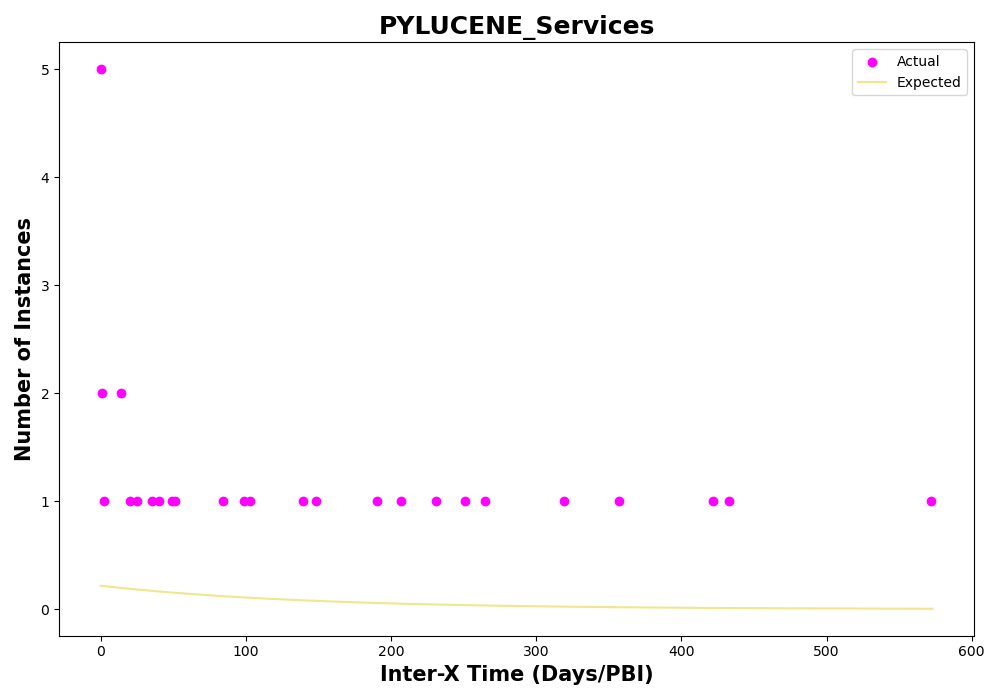 PYLUCENE_Services
Actual
Expected
Number of Instances
5
4
3
2
1
0
0 100 200 300 400 500 600
Inter-X Time (Days/PBI)